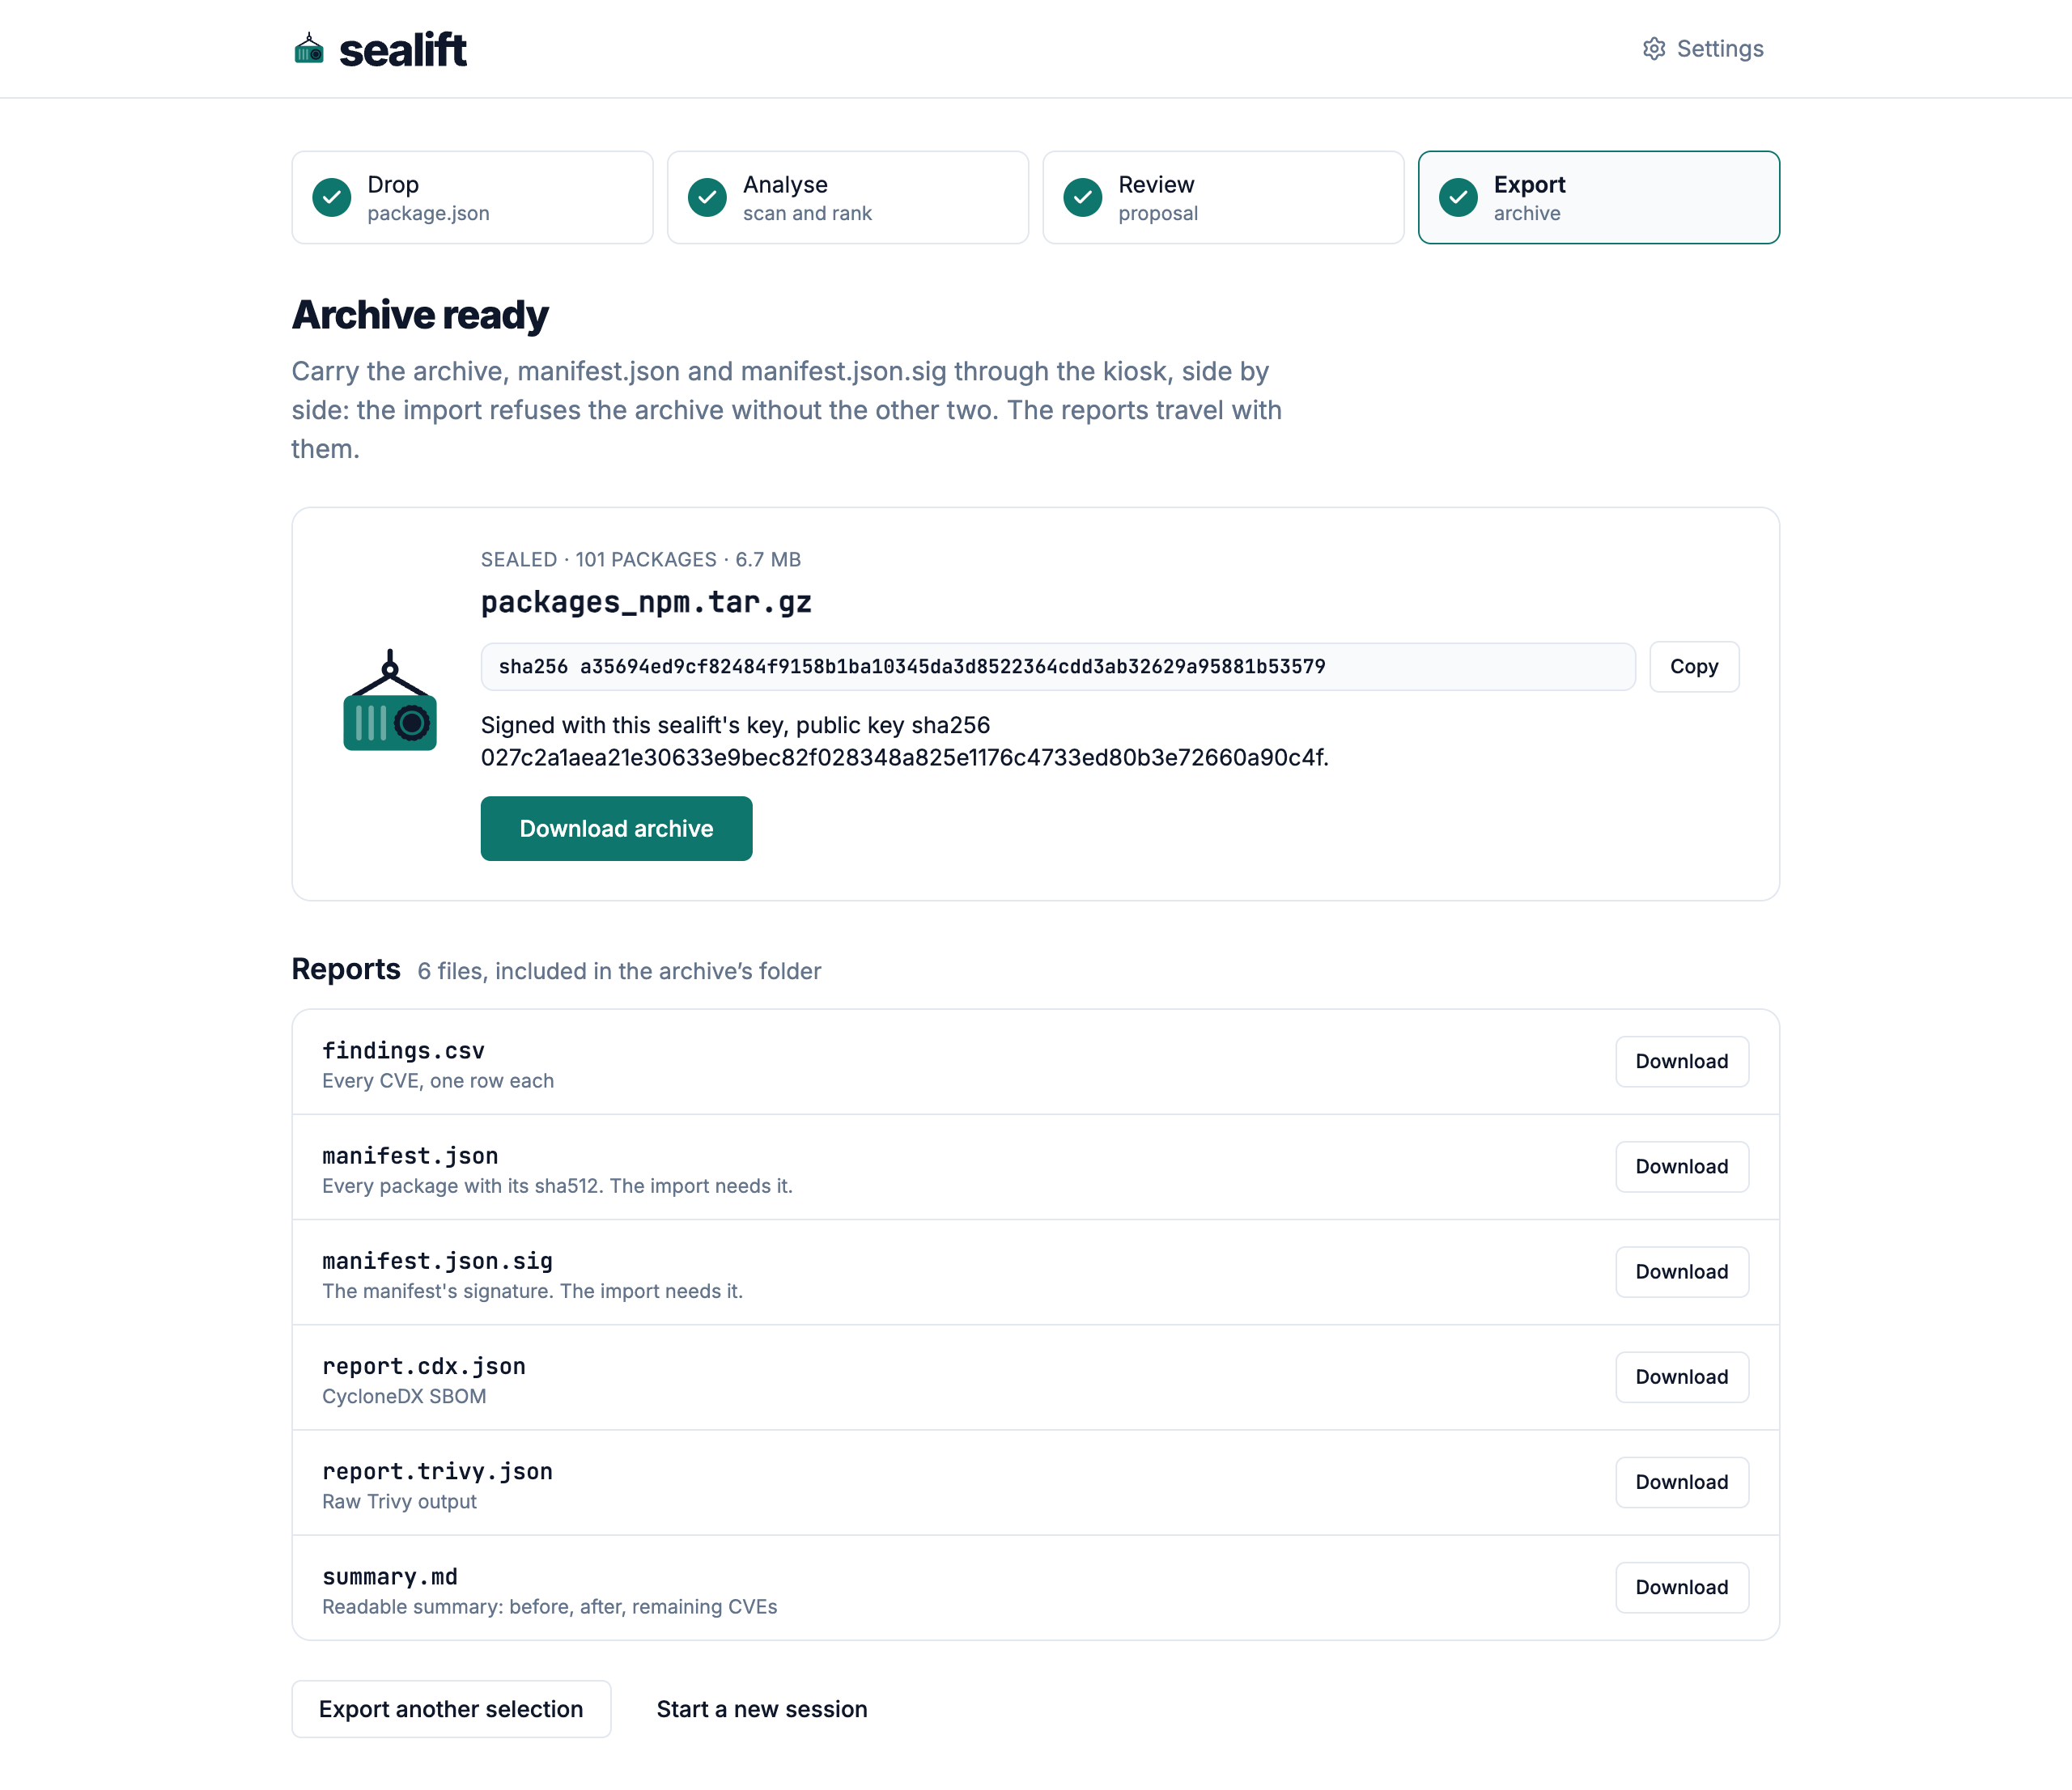 sealift
Settings
Drop
package.json
Analyse
scan and rank
Review
proposal
Export
archive
Archive ready
Carry the archive, manifest.json and manifest.json.sig through the kiosk, side by
side: the import refuses the archive without the other two. The reports travel with
them.
SEALED · 101 PACKAGES · 6.7 MB
packages_npm.tar.gz
sha256 a35694ed9cf82484f9158b1ba10345da3d8522364cdd3ab32629a95881b53579
Copy
Signed with this sealift's key, public key sha256
027c2a1aea21e30633e9bec82f028348a825e1176c4733ed80b3e72660a90c4f.
Download archive
Reports 6 files, included in the archive’s folder
findings.csv
Every CVE, one row each
Download
manifest.json
Every package with its sha512. The import needs it.
Download
manifest.json.sig
The manifest's signature. The import needs it.
Download
report.cdx.json
CycloneDX SBOM
Download
report.trivy.json
Raw Trivy output
Download
summary.md
Readable summary: before, after, remaining CVEs
Download
Export another selection
Start a new session